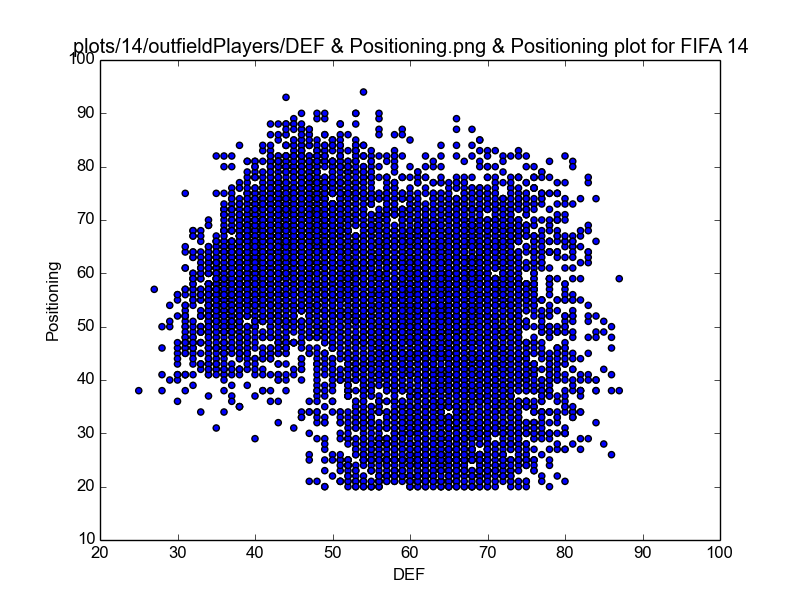 plots/14/outfieldPlayers/DEF & Positioning.png & Positioning plot for FIFA 14
100
90
80
70
60
50
40
30
20
10
Positioning
20 30 40 50 60 70 80 90 100
DEF